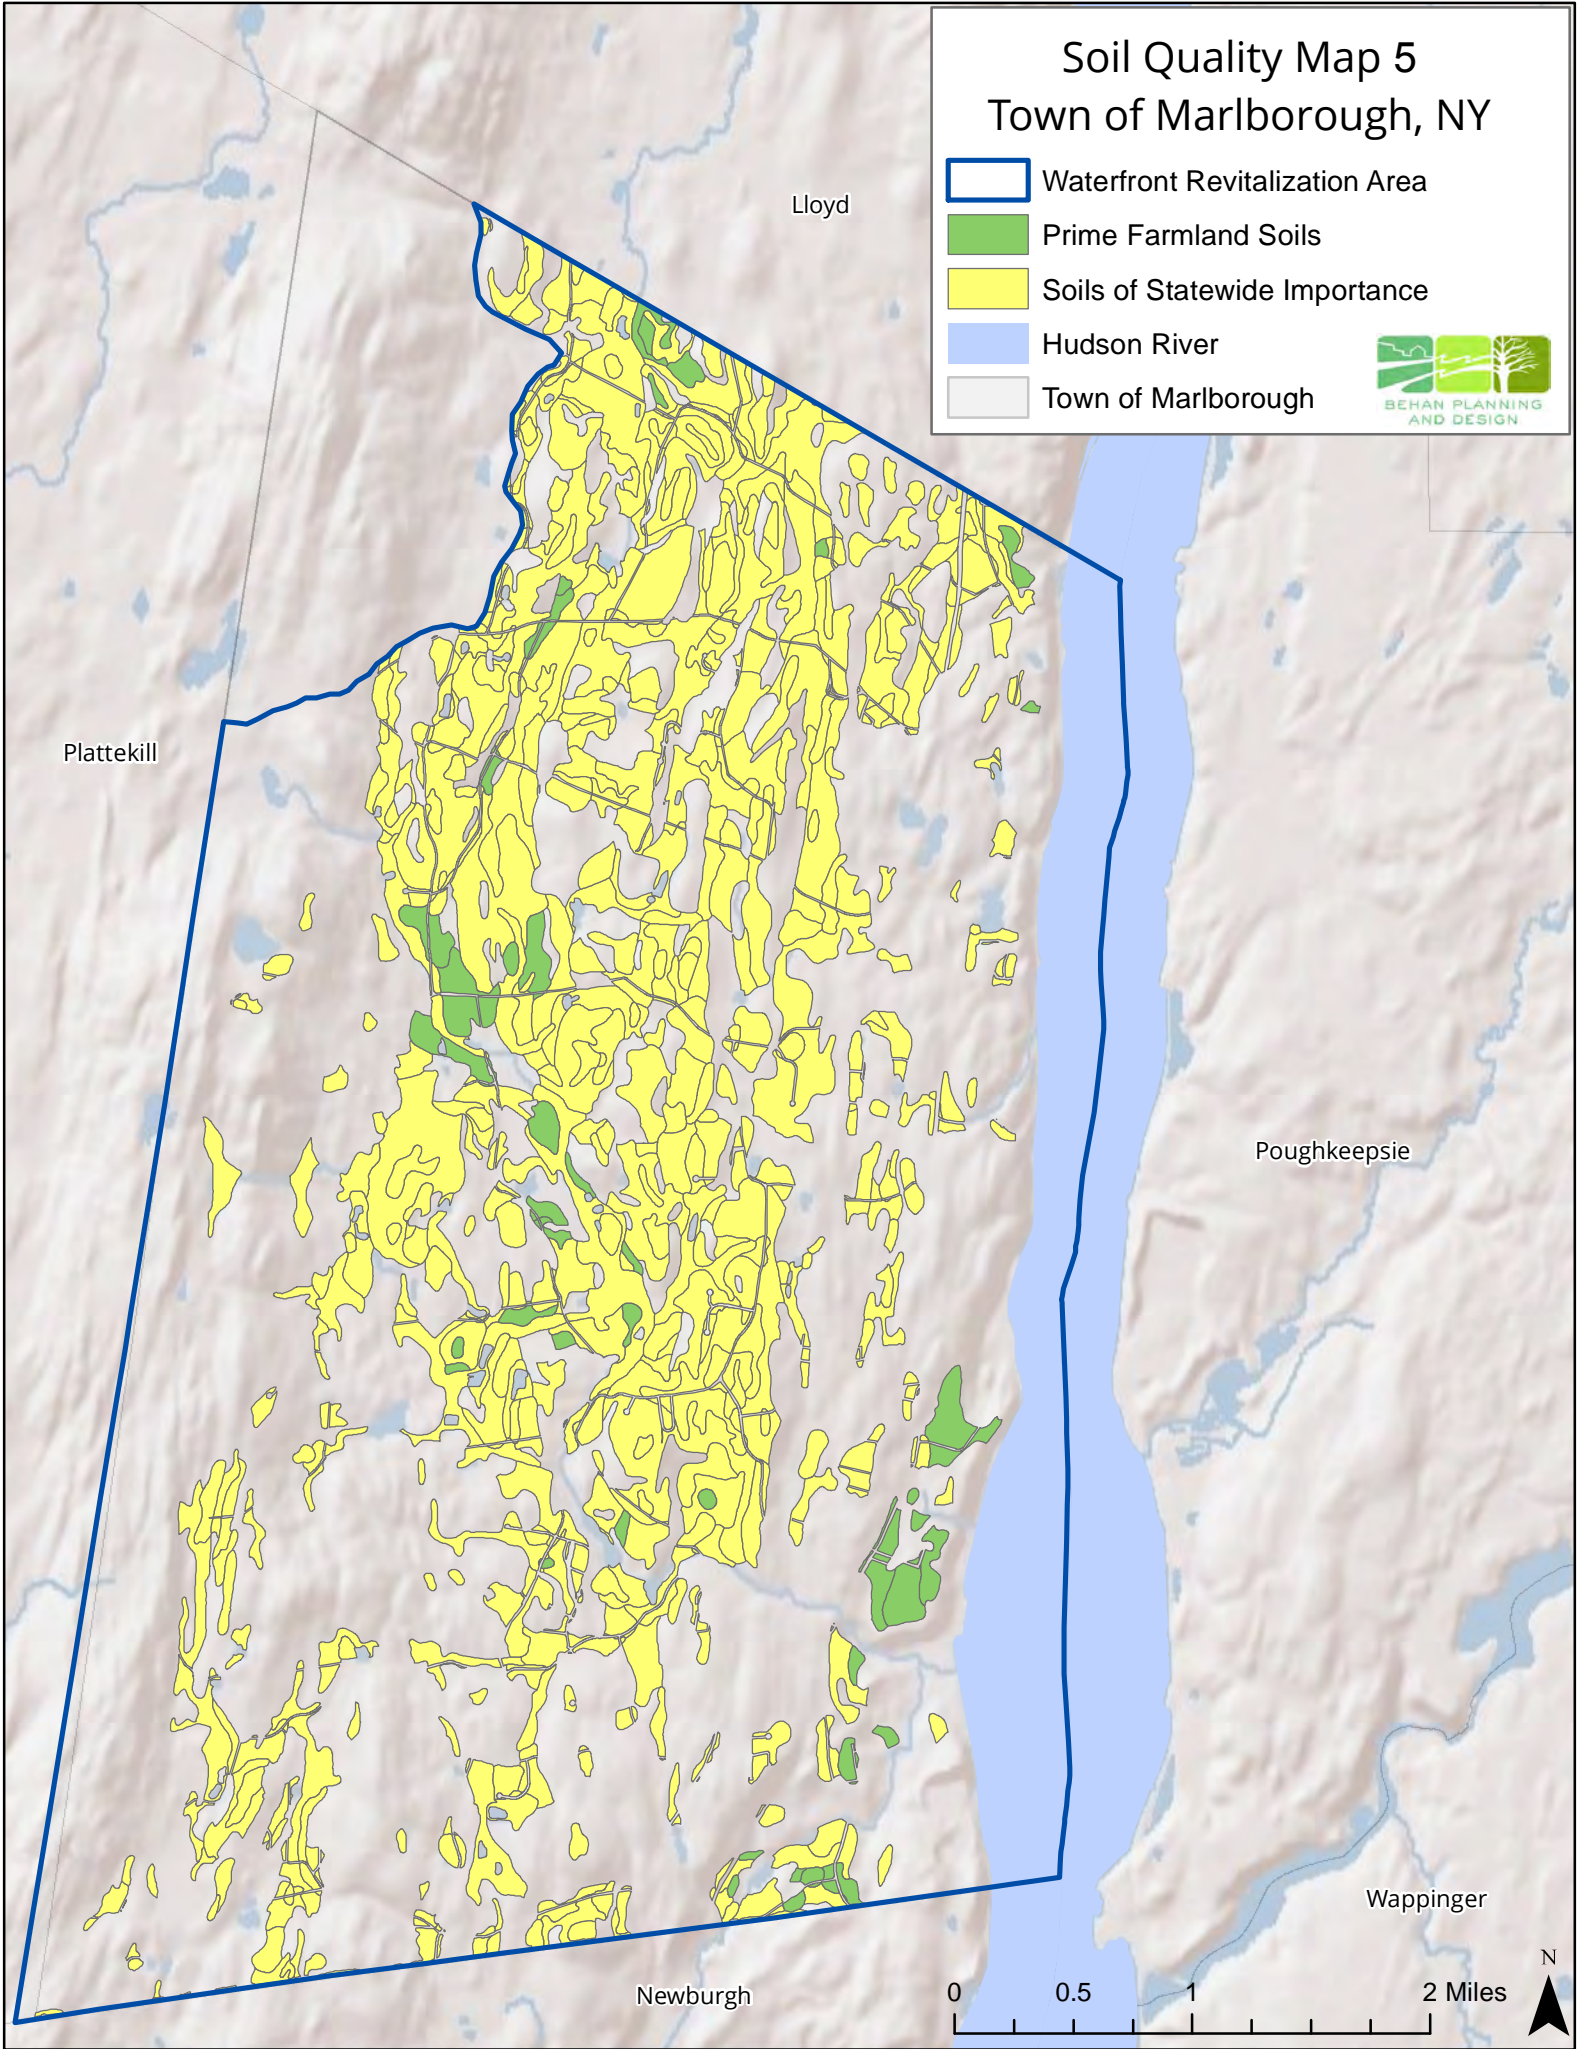 Soil Quality Map 5
Town of Marlborough, NY
Waterfront Revitalization Area
Prime Farmland Soils
Soils of Statewide Importance
Hudson River
Town of Marlborough
BEHAN PLANNING
AND DESIGN
Lloyd
Plattekill
Poughkeepsie
Wappinger
Newburgh
0 0.5 1 2 Miles
N